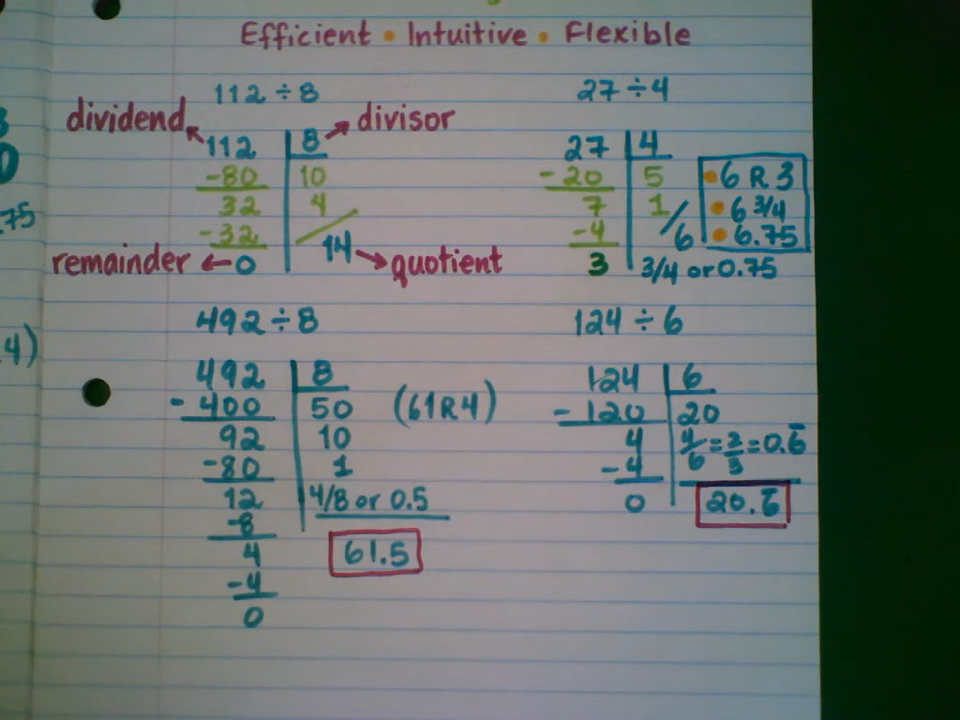 Efficient • Intuitive • Flexible
112 ÷ 8
dividend
112
8
divisor
-80
10
32
4
-32
14
remainder
0
quotient
27 ÷ 4
27
4
-20
5
7
1
-4
6
3
3/4 or 0.75
• 6 R 3
• 6 3/4
• 6.75
492 ÷ 8
492
8
- 400
50
(61 R 4)
92
10
-80
1
12
4/8 or 0.5
-8
61.5
4
-4
0
124 ÷ 6
124
6
- 120
20
4
4/6 = 2/3 = 0.6̅
-4
0
20.6̅
.75
4)